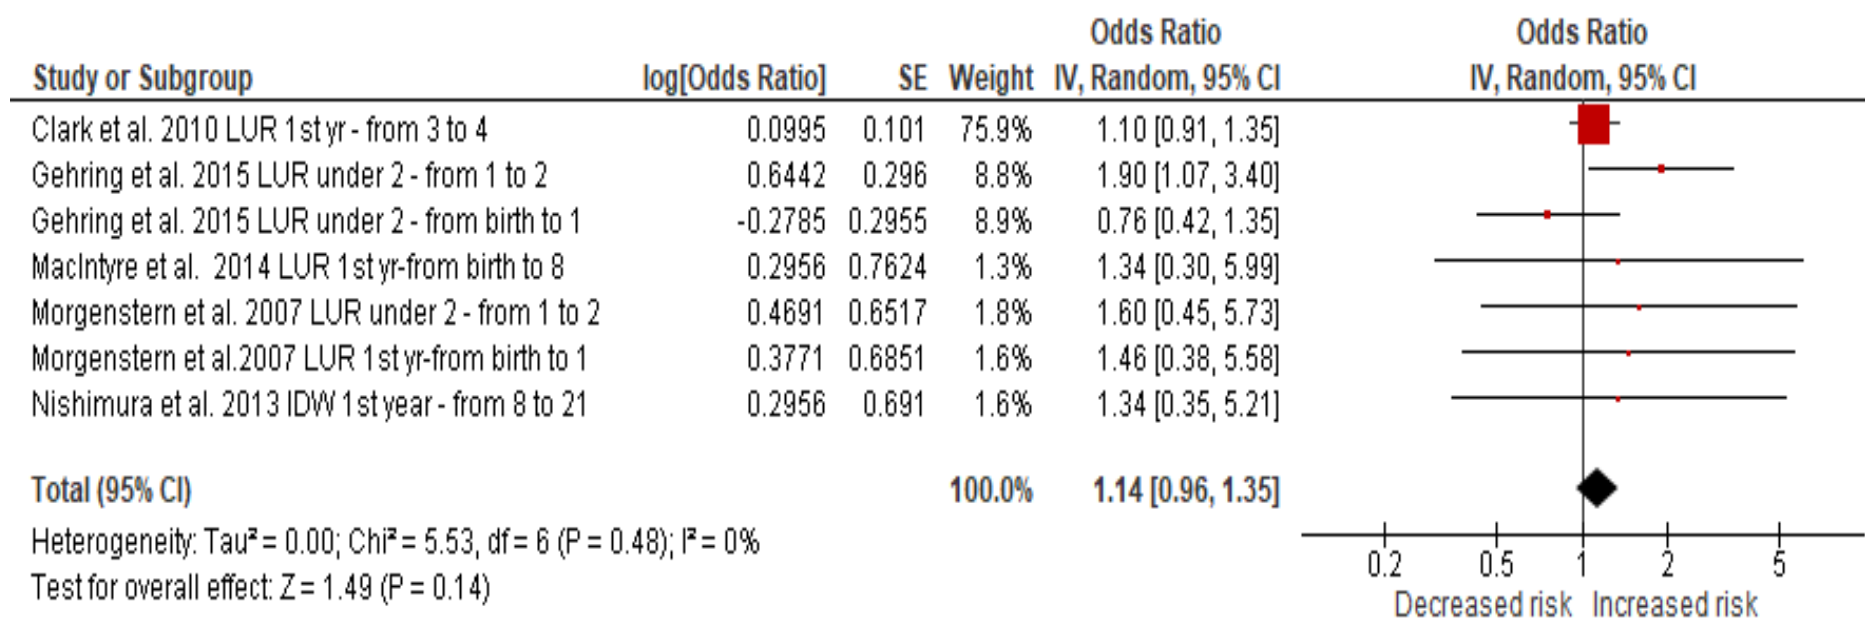 Odds Ratio Odds Ratio
Study or Subgroup log[Odds Ratio] SE Weight IV, Random, 95% CI IV, Random, 95% CI
Clark et al. 2010 LUR 1st yr - from 3 to 4 0.0995 0.101 75.9% 1.10 [0.91, 1.35]
Gehring et al. 2015 LUR under 2 - from 1 to 2 0.6442 0.296 8.8% 1.90 [1.07, 3.40]
Gehring et al. 2015 LUR under 2 - from birth to 1 -0.2785 0.2955 8.9% 0.76 [0.42, 1.35]
MacIntyre et al. 2014 LUR 1st yr-from birth to 8 0.2956 0.7624 1.3% 1.34 [0.30, 5.99]
Morgenstern et al. 2007 LUR under 2 - from 1 to 2 0.4691 0.6517 1.8% 1.60 [0.45, 5.73]
Morgenstern et al.2007 LUR 1st yr-from birth to 1 0.3771 0.6851 1.6% 1.46 [0.38, 5.58]
Nishimura et al. 2013 IDW 1st year - from 8 to 21 0.2956 0.691 1.6% 1.34 [0.35, 5.21]
Total (95% CI) 100.0% 1.14 [0.96, 1.35]
Heterogeneity: Tau² = 0.00; Chi² = 5.53, df = 6 (P = 0.48); I² = 0%
Test for overall effect: Z = 1.49 (P = 0.14)
0.2 0.5 1 2 5
Decreased risk Increased risk